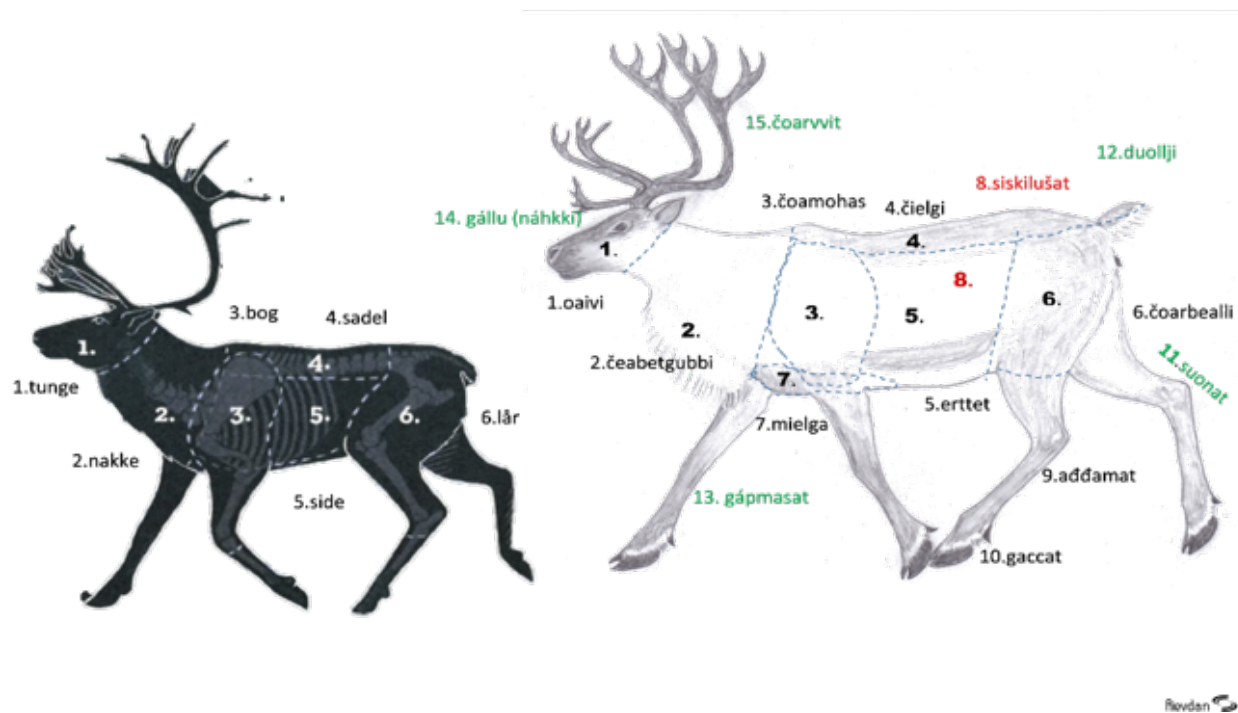 1.
2.
3.
4.
5.
6.
1.tunge
2.nakke
3.bog
4.sadel
5.side
6.lår
1.
2.
3.
4.
5.
6.
7.
8.
1.oaivi
2.čeabetgubbi
3.čoamohas
4.čielgi
5.erttet
6.čoarbealli
7.mielga
8.siskilušat
9.ađđamat
10.gaccat
11.suonat
12.duollji
13. gápmasat
14. gállu (náhkki)
15.čoarvvit
Rievdan